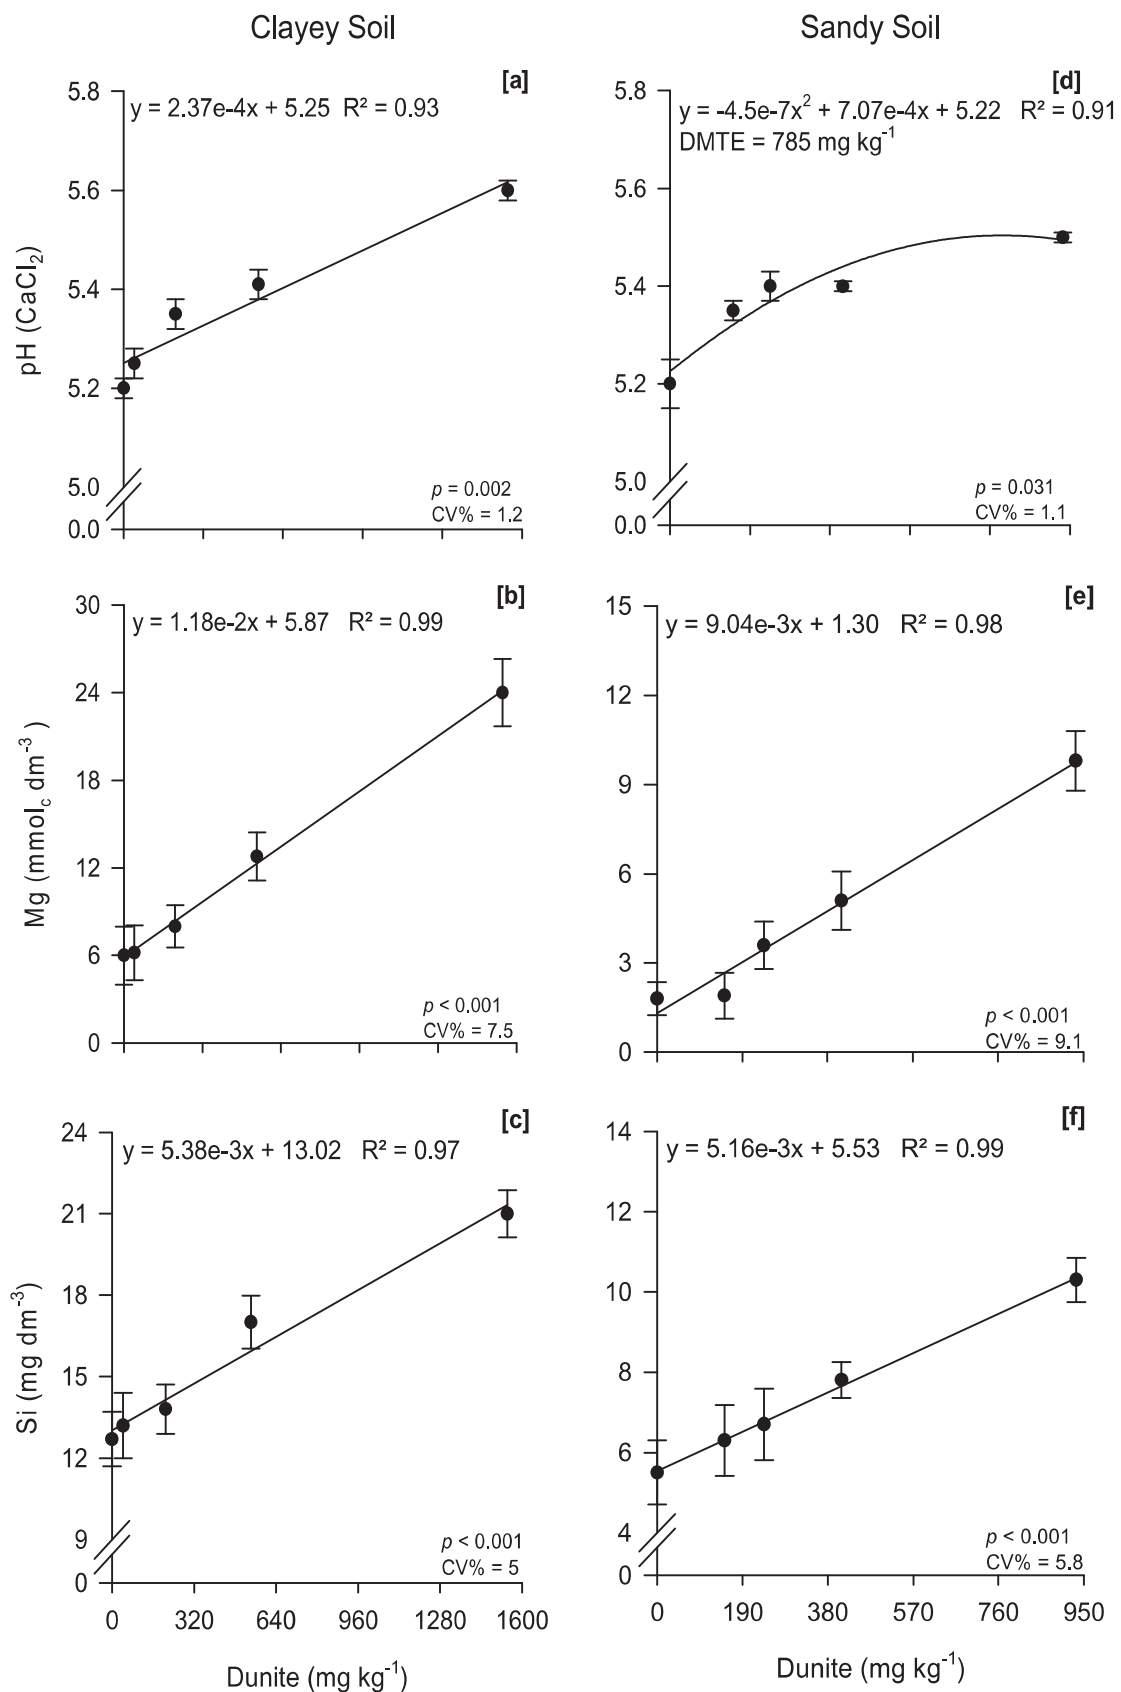 Clayey Soil
Sandy Soil
[a]
y = 2.37e-4x + 5.25 R² = 0.93
5.8
5.6
5.4
5.2
5.0
0.0
pH (CaCl₂)
p = 0.002
CV% = 1.2
[d]
y = -4.5e-7x² + 7.07e-4x + 5.22 R² = 0.91
DMTE = 785 mg kg⁻¹
5.8
5.6
5.4
5.2
5.0
0.0
p = 0.031
CV% = 1.1
[b]
y = 1.18e-2x + 5.87 R² = 0.99
30
24
18
12
6
0
Mg (mmol꜀ dm⁻³)
p < 0.001
CV% = 7.5
[e]
y = 9.04e-3x + 1.30 R² = 0.98
15
12
9
6
3
0
p < 0.001
CV% = 9.1
[c]
y = 5.38e-3x + 13.02 R² = 0.97
24
21
18
15
12
9
0
Si (mg dm⁻³)
p < 0.001
CV% = 5
0 320 640 960 1280 1600
Dunite (mg kg⁻¹)
[f]
y = 5.16e-3x + 5.53 R² = 0.99
14
12
10
8
6
4
0
p < 0.001
CV% = 5.8
0 190 380 570 760 950
Dunite (mg kg⁻¹)